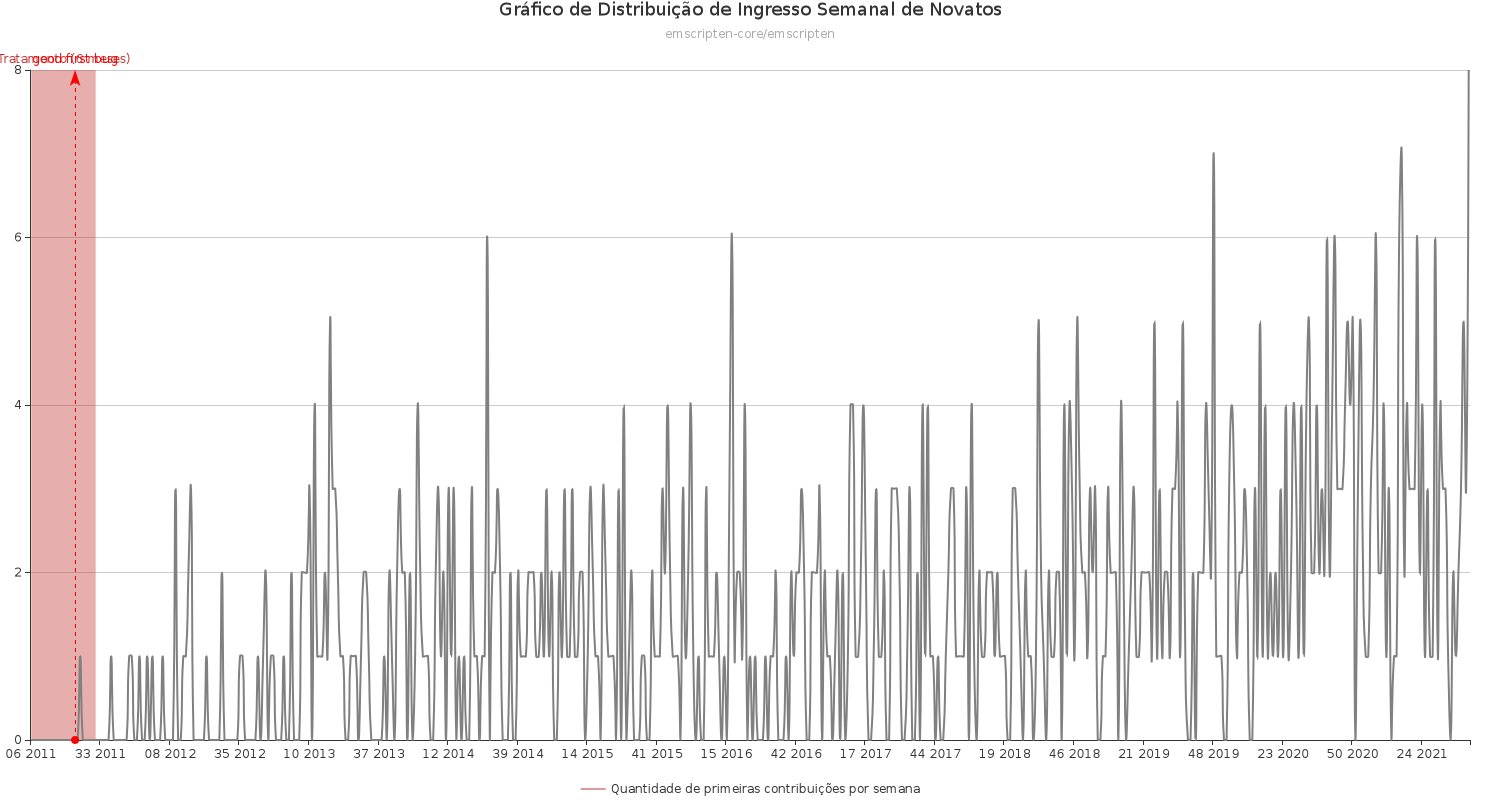 Gráfico de Distribuição de Ingresso Semanal de Novatos
emscripten-core/emscripten
good first bug
8
6
4
2
0
06 2011 33 2011 08 2012 35 2012 10 2013 37 2013 12 2014 39 2014 14 2015 41 2015 15 2016 42 2016 17 2017 44 2017 19 2018 46 2018 21 2019 48 2019 23 2020 50 2020 24 2021
Quantidade de primeiras contribuições por semana